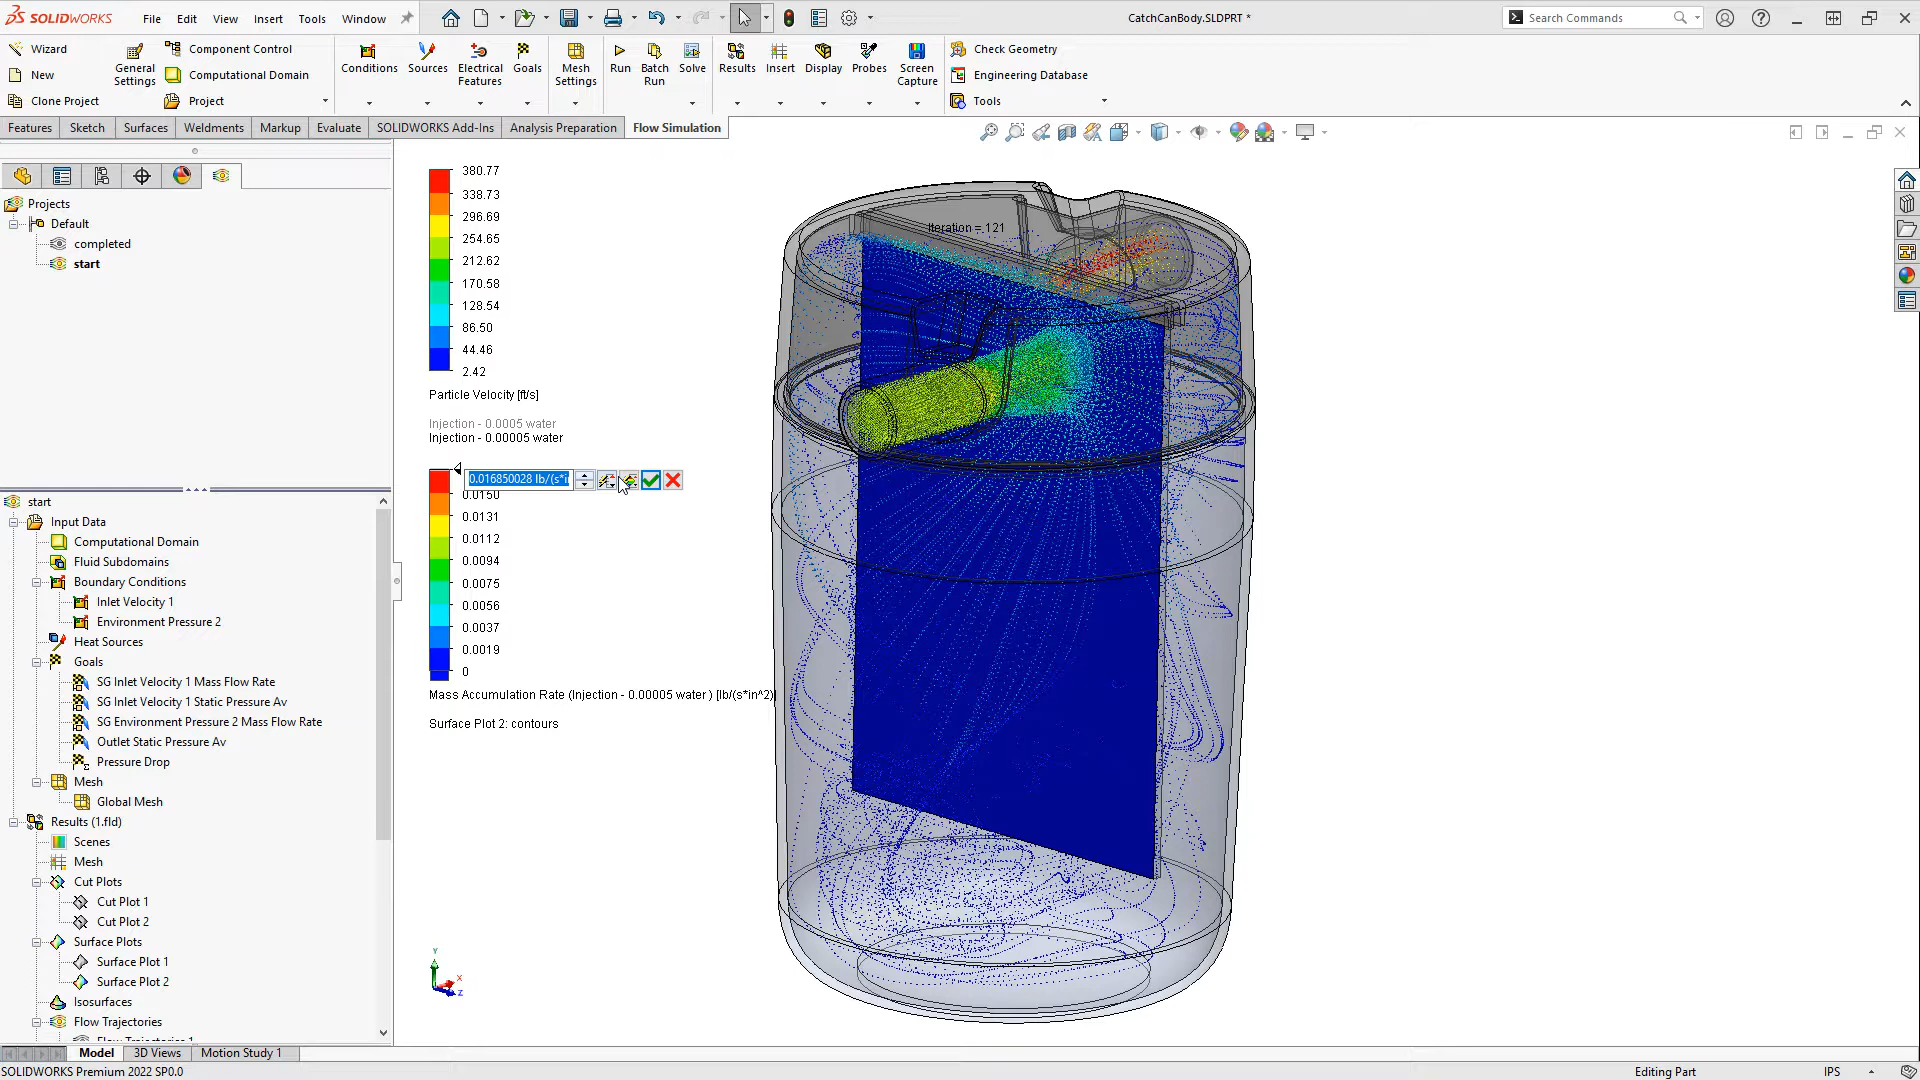 SOLIDWORKS File Edit View Insert Tools Window
CatchCanBody.SLDPRT *
Search Commands
Wizard
New
Clone Project
General Settings
Component Control
Computational Domain
Project
Conditions
Sources
Electrical Features
Goals
Mesh Settings
Run
Batch Run
Solve
Results
Insert
Display
Probes
Screen Capture
Check Geometry
Engineering Database
Tools
Features Sketch Surfaces Weldments Markup Evaluate SOLIDWORKS Add-Ins Analysis Preparation Flow Simulation
Projects
Default
completed
start
start
Input Data
Computational Domain
Fluid Subdomains
Boundary Conditions
Inlet Velocity 1
Environment Pressure 2
Heat Sources
Goals
SG Inlet Velocity 1 Mass Flow Rate
SG Inlet Velocity 1 Static Pressure Av
SG Environment Pressure 2 Mass Flow Rate
Outlet Static Pressure Av
Pressure Drop
Mesh
Global Mesh
Results (1.fld)
Scenes
Mesh
Cut Plots
Cut Plot 1
Cut Plot 2
Surface Plots
Surface Plot 1
Surface Plot 2
Isosurfaces
Flow Trajectories
380.77
338.73
296.69
254.65
212.62
170.58
128.54
86.50
44.46
2.42
Particle Velocity [ft/s]
Injection - 0.0005 water
Injection - 0.00005 water
0.016850028 lb/(s*i
0.0150
0.0131
0.0112
0.0094
0.0075
0.0056
0.0037
0.0019
0
Mass Accumulation Rate (Injection - 0.00005 water ) [lb/(s*in^2)]
Surface Plot 2: contours
Iteration = 121
Y
X
Z
Model 3D Views Motion Study 1
SOLIDWORKS Premium 2022 SP0.0
Editing Part
IPS